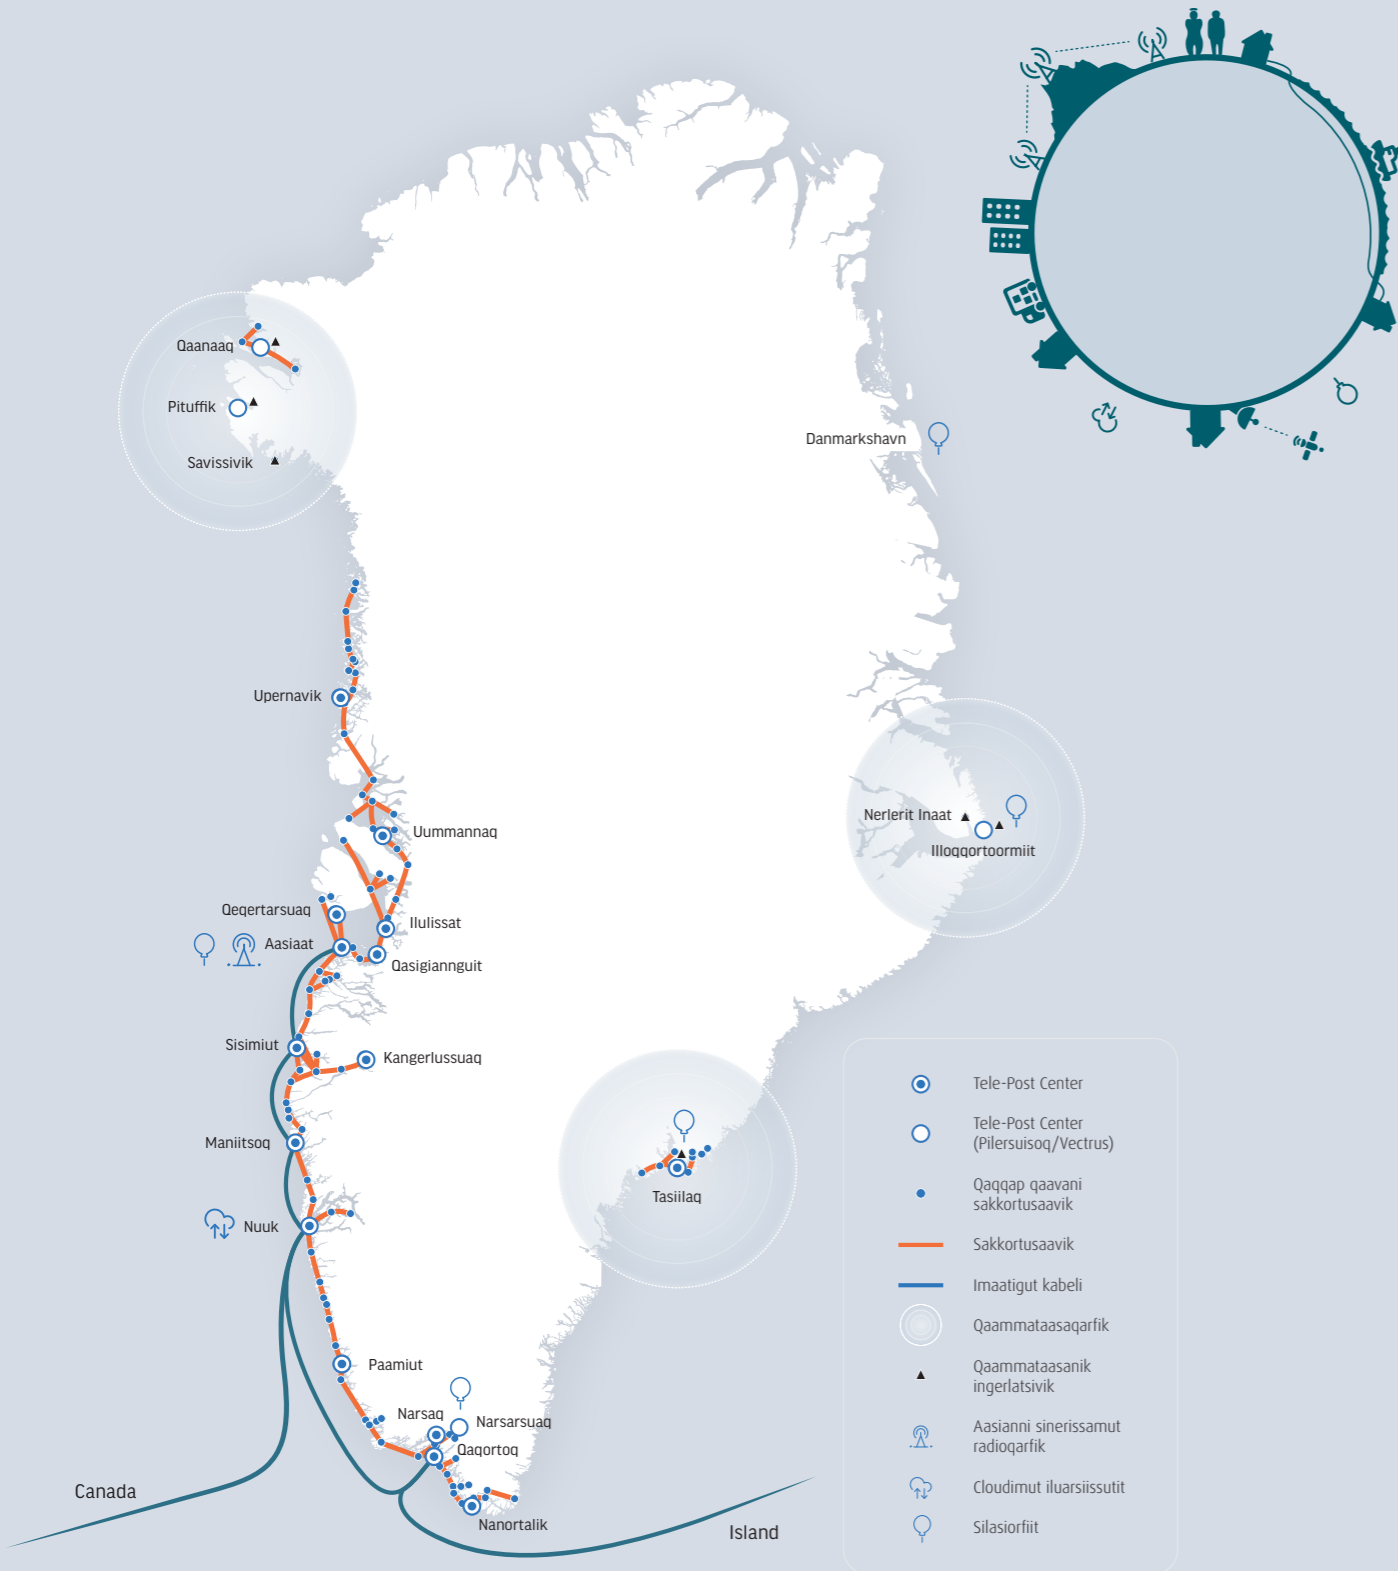 Qaanaaq
Pituffik
Savissivik
Danmarkshavn
Upernavik
Nerlerit Inaat
Illoqqortoormiit
Uummannaq
Qeqertarsuaq
Ilulissat
Aasiaat
Qasigiannguit
Sisimiut
Kangerlussuaq
Maniitsoq
Tasiilaq
Nuuk
Paamiut
Narsaq
Narsarsuaq
Qaqortoq
Nanortalik
Canada
Island
Tele-Post Center
Tele-Post Center
(Pilersuisoq/Vectrus)
Qaqqap qaavani
sakkortusaavik
Sakkortusaavik
Imaatigut kabeli
Qaammataasaqarfik
Qaammataasanik
ingerlatsivik
Aasianni sinerissamut
radioqarfik
Cloudimut iluarsiissutit
Silasiorfiit